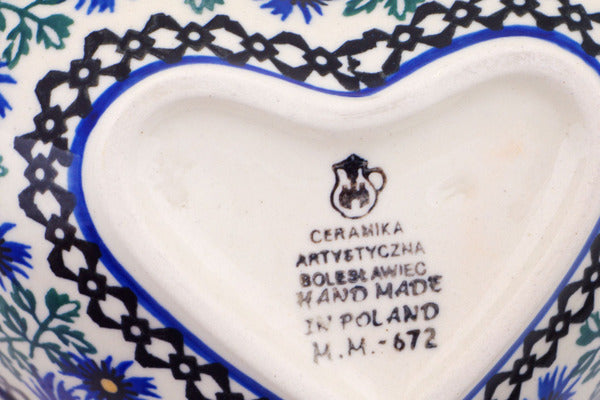 CERAMIKA
ARTYSTYCZNA
BOLESŁAWIEC
HAND MADE
IN POLAND
M.M.-672